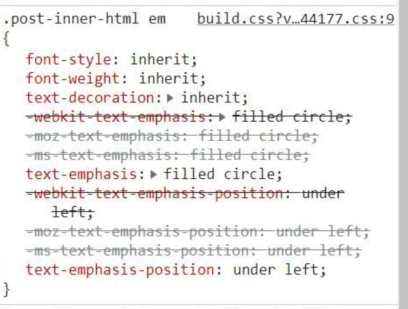 .post-inner-html em build.css?v…44177.css:9
{
font-style: inherit;
font-weight: inherit;
text-decoration:▶ inherit;
-webkit-text-emphasis:▶ filled circle;
-moz-text-emphasis: filled circle;
-ms-text-emphasis: filled circle;
text-emphasis:▶ filled circle;
-webkit-text-emphasis-position: under
left;
-moz-text-emphasis-position: under left;
-ms-text-emphasis-position: under left;
text-emphasis-position: under left;
}